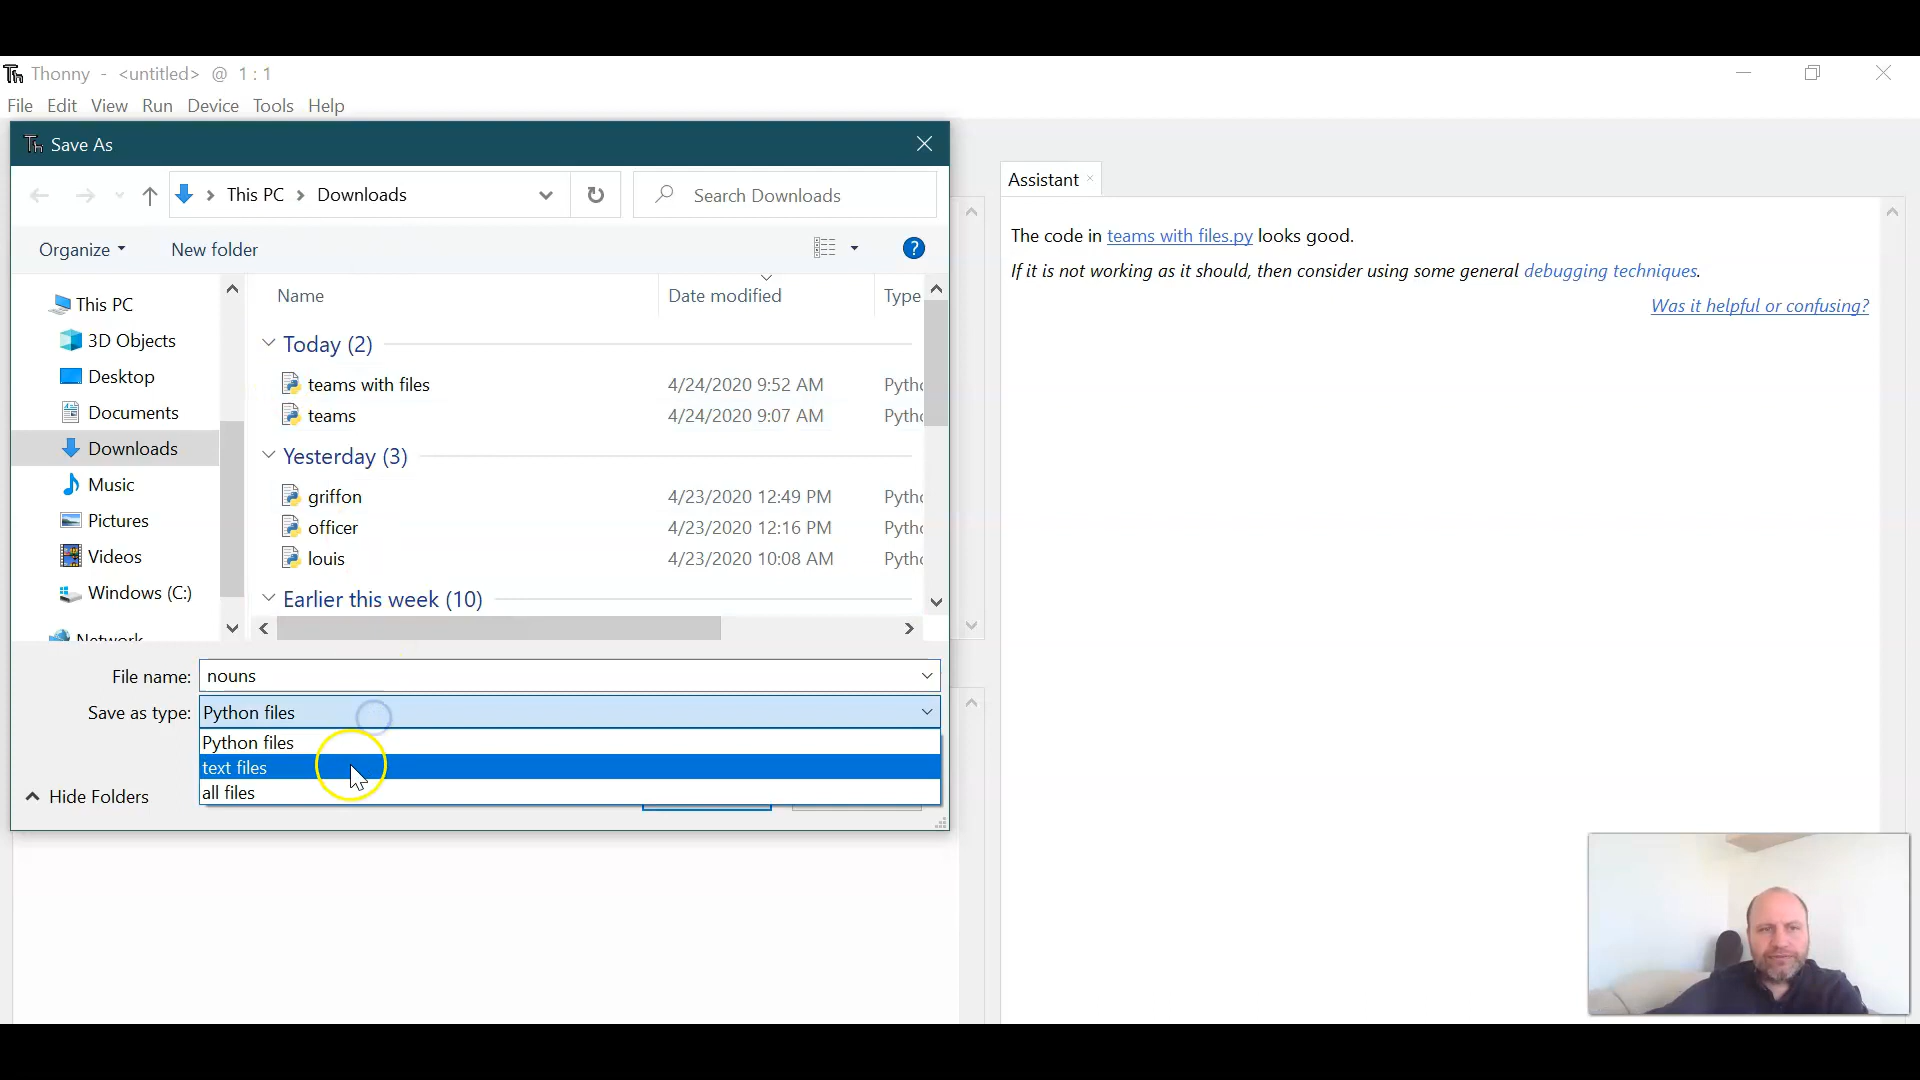 Thonny - <untitled> @ 1 : 1
File Edit View Run Device Tools Help
Save As
This PC Downloads
Search Downloads
Organize
New folder
Name
Date modified
Type
This PC
3D Objects
Desktop
Documents
Downloads
Music
Pictures
Videos
Windows (C:)
Network
Today (2)
teams with files 4/24/2020 9:52 AM
teams 4/24/2020 9:07 AM
Yesterday (3)
griffon 4/23/2020 12:49 PM
officer 4/23/2020 12:16 PM
louis 4/23/2020 10:08 AM
Earlier this week (10)
File name: nouns
Save as type: Python files
Python files
text files
all files
Hide Folders
Assistant
The code in teams with files.py looks good.
If it is not working as it should, then consider using some general debugging techniques.
Was it helpful or confusing?